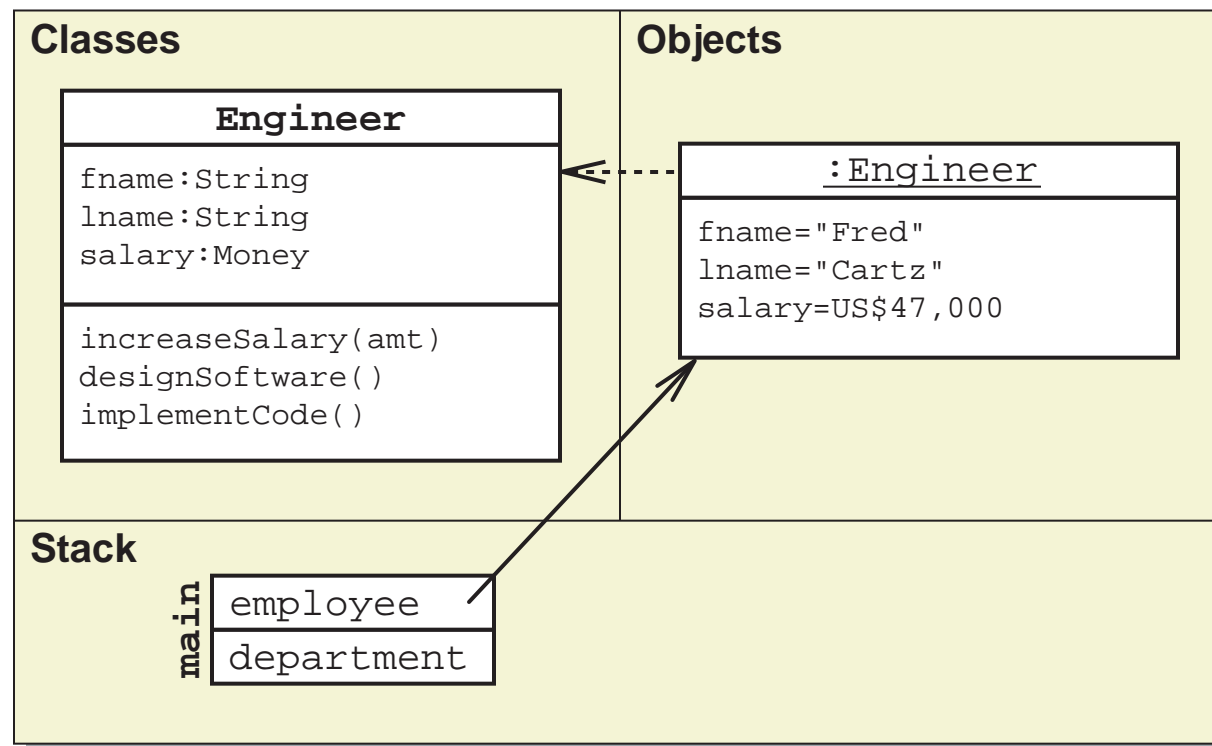 Classes
Engineer
fname:String
lname:String
salary:Money
increaseSalary(amt)
designSoftware()
implementCode()
Objects
:Engineer
fname="Fred"
lname="Cartz"
salary=US$47,000
Stack
main
employee
department